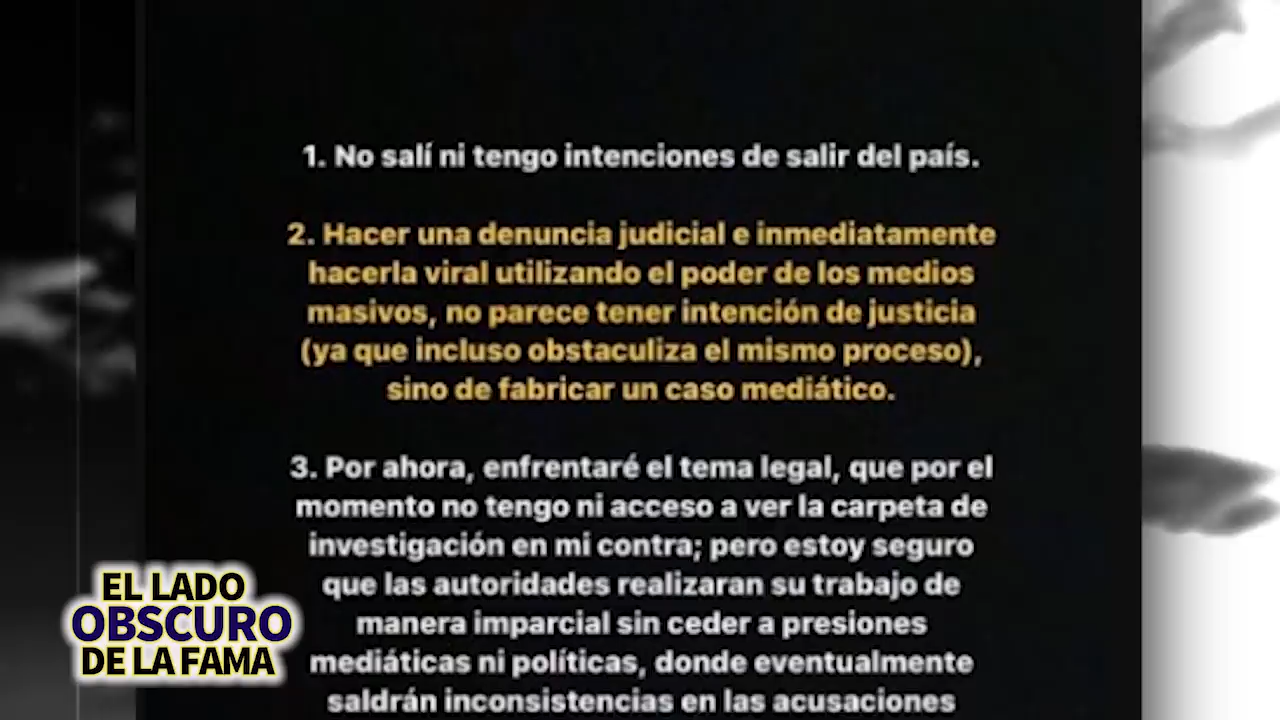 1. No salí ni tengo intenciones de salir del país.
2. Hacer una denuncia judicial e inmediatamente
hacerla viral utilizando el poder de los medios
masivos, no parece tener intención de justicia
(ya que incluso obstaculiza el mismo proceso),
sino de fabricar un caso mediático.
3. Por ahora, enfrentaré el tema legal, que por el
momento no tengo ni acceso a ver la carpeta de
investigación en mi contra; pero estoy seguro
que las autoridades realizaran su trabajo de
manera imparcial sin ceder a presiones
mediáticas ni políticas, donde eventualmente
saldrán inconsistencias en las acusaciones
EL LADO
OBSCURO
DE LA FAMA